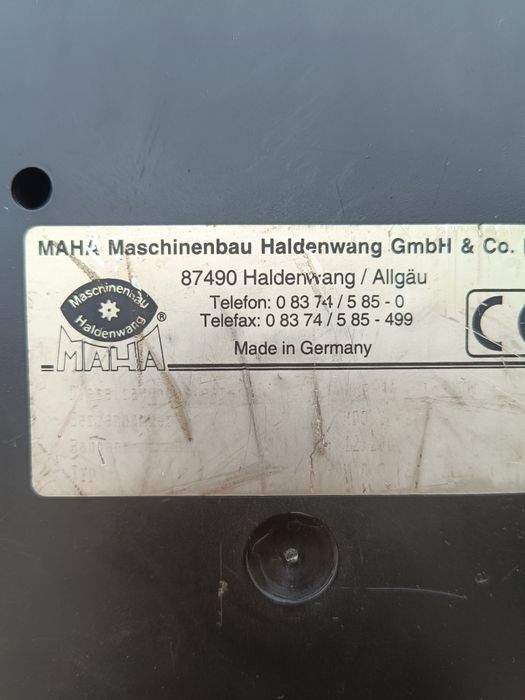 MAHA Maschinenbau Haldenwang GmbH & Co.
87490 Haldenwang / Allgäu
Telefon: 0 83 74 / 5 85 - 0
Telefax: 0 83 74 / 5 85 - 499
Made in Germany
Maschinenbau
Haldenwang
MAHA ®
CE